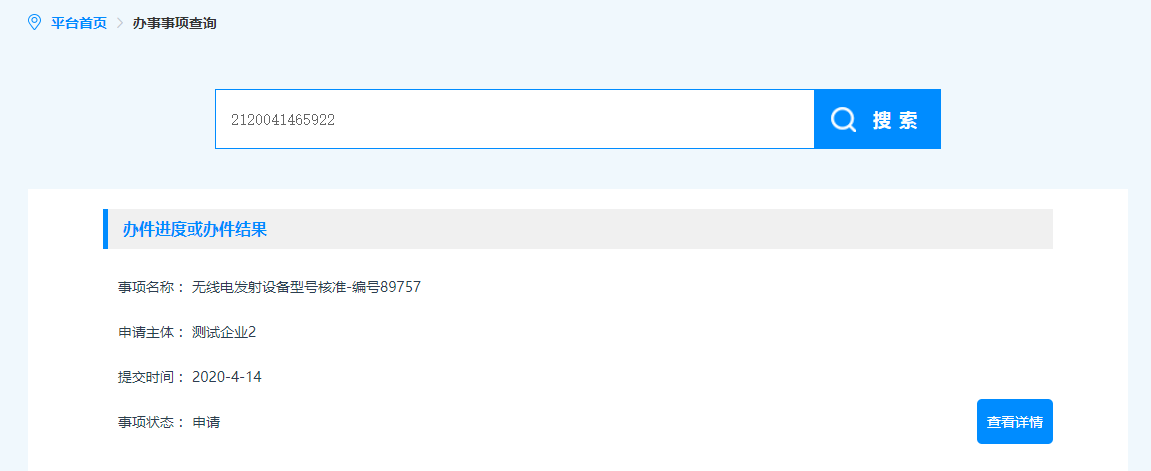 平台首页 > 办事事项查询
2120041465922
搜 索
办件进度或办件结果
事项名称： 无线电发射设备型号核准-编号89757
申请主体： 测试企业2
提交时间： 2020-4-14
事项状态： 申请
查看详情